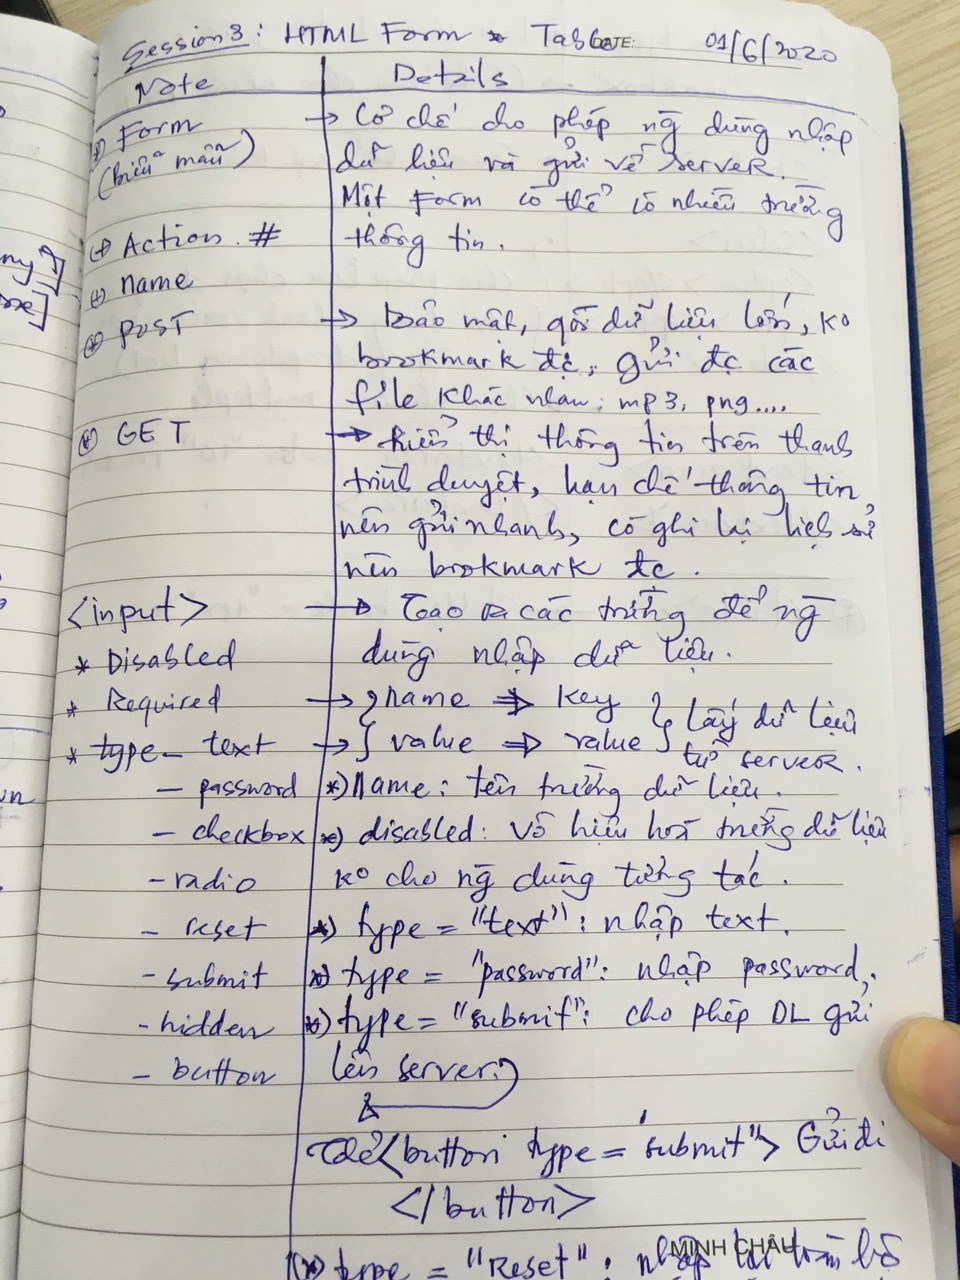 Session 3: HTML Form * Table
DATE: 01/6/2020
Note Details
*) Form → Cơ chế cho phép ng dùng nhập
(biểu mẫu) dữ liệu và gửi về server.
Một Form có thể có nhiều trường
*) Action # thông tin.
*) name
*) POST → Bảo mật, gói dữ liệu lớn, ko
bookmark đc, gửi đc các
file khác nhau: mp3, png....
*) GET → hiển thị thông tin trên thanh
trình duyệt, hạn chế thông tin
nên gửi nhanh, có ghi lại lịch sử
nên bookmark đc.
<input> → Tạo ra các trường để ng
* Disabled dùng nhập dữ liệu.
* Required → { name ⇒ key } lấy dữ liệu
* type - text → { value ⇒ value } từ server.
- password *) Name: tên trường dữ liệu.
- checkbox *) disabled: vô hiệu hoá trường dữ liệu
- radio ko cho ng dùng tương tác.
- reset *) type = "text": nhập text.
- submit *) type = "password": nhập password.
- hidden *) type = "submit": cho phép DL gửi
- button lên server.
Thẻ <button type = "submit"> Gửi đi
</button>
*) type = "Reset": nhập lại toàn bộ
MINH CHÂU